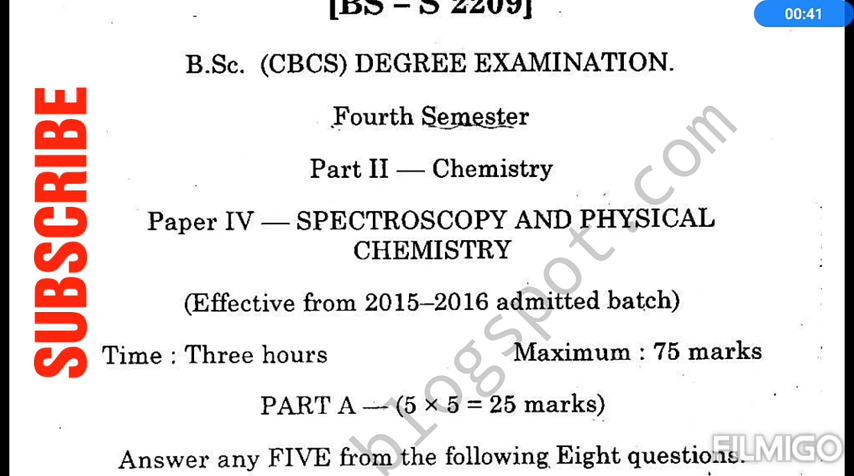 [BS – S 2209]
00:41
B.Sc. (CBCS) DEGREE EXAMINATION.
Fourth Semester
Part II — Chemistry
Paper IV — SPECTROSCOPY AND PHYSICAL
CHEMISTRY
(Effective from 2015–2016 admitted batch)
Time : Three hours
Maximum : 75 marks
PART A — (5 × 5 = 25 marks)
Answer any FIVE from the following Eight questions.
SUBSCRIBE
blogspot.com
FILMIGO